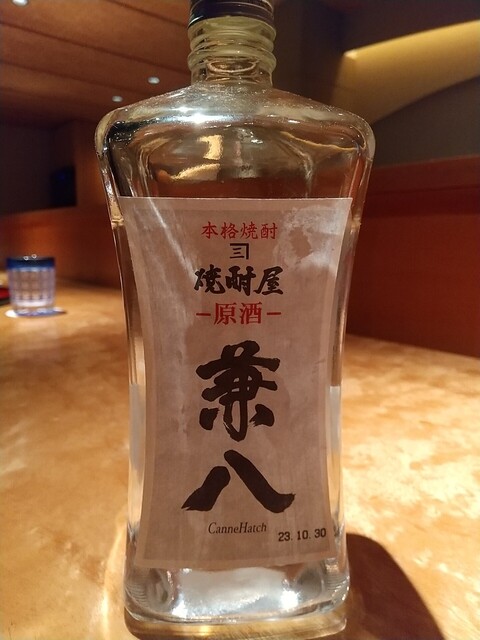 本格焼酎
焼酎屋
－原酒－
兼八
CanneHatch
23.10.30